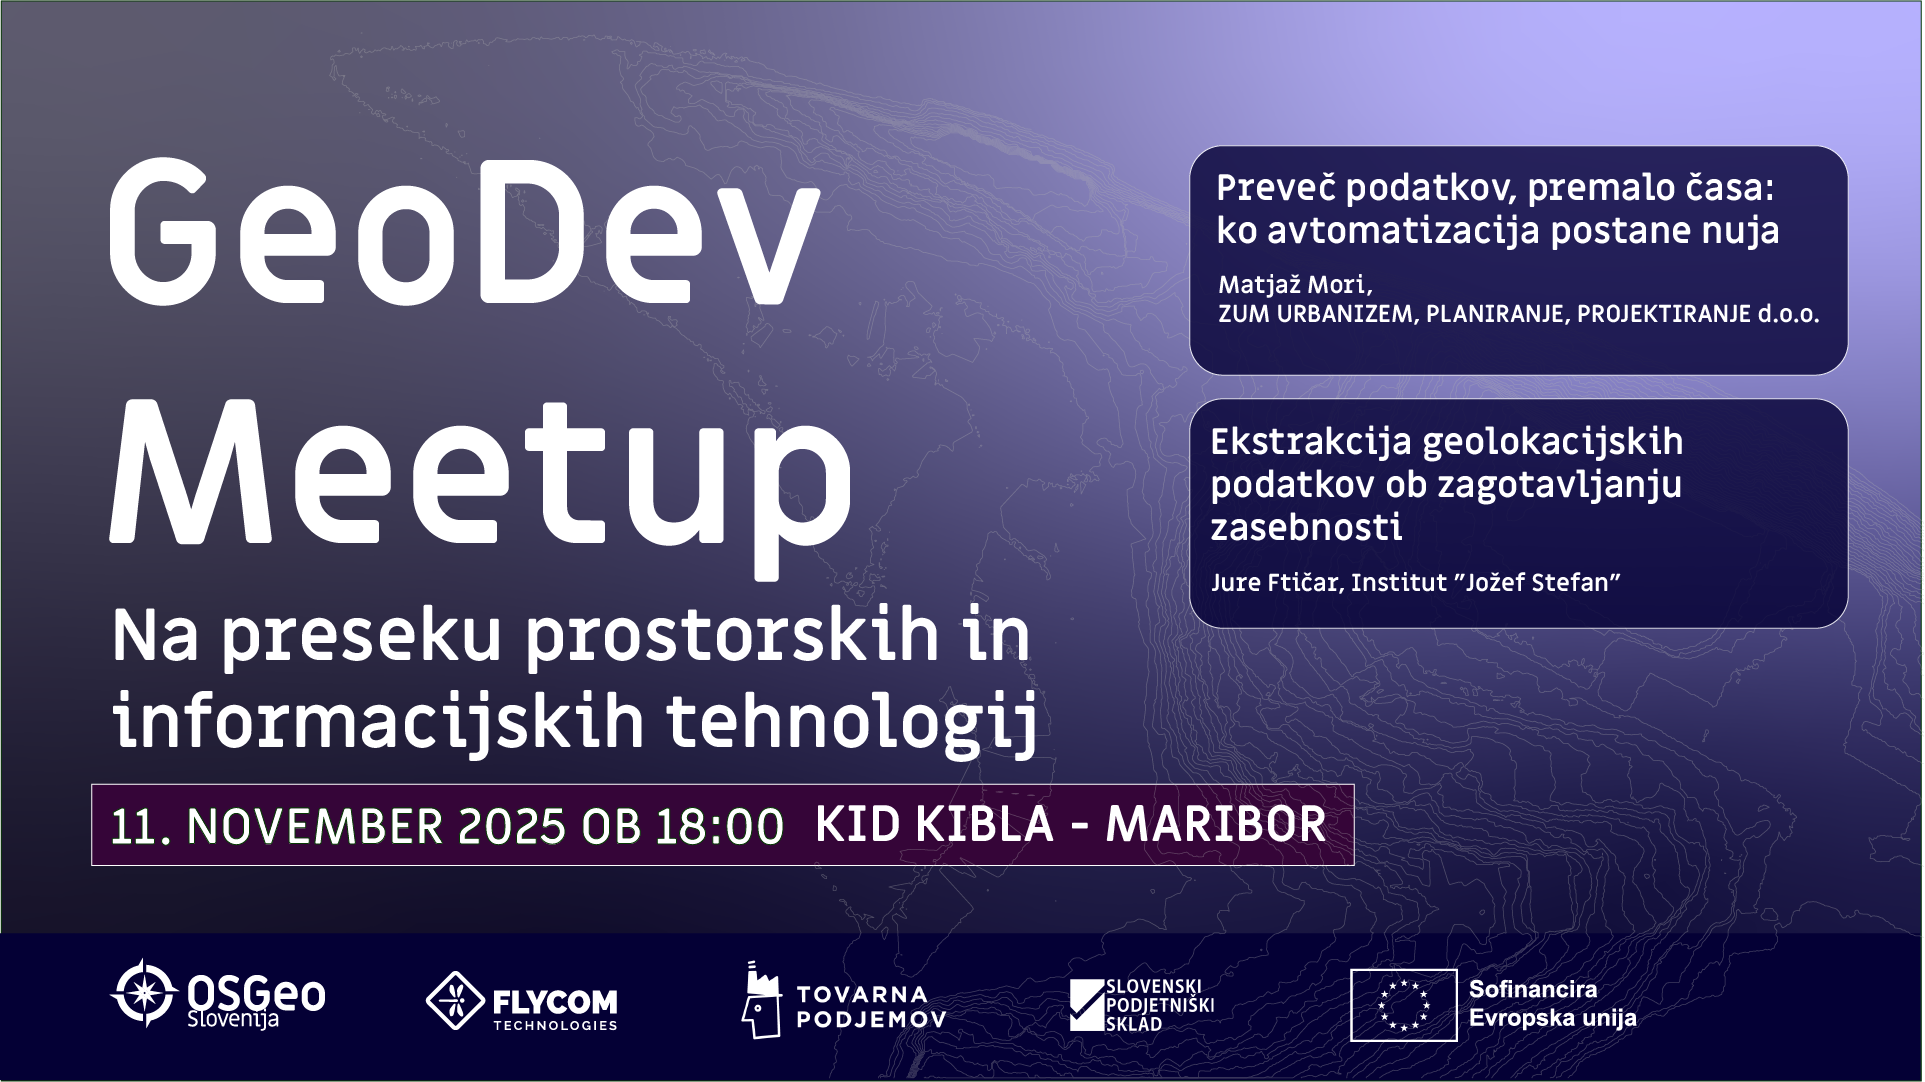 GeoDev
Meetup
Na preseku prostorskih in
informacijskih tehnologij
11. NOVEMBER 2025 OB 18:00 KID KIBLA - MARIBOR
Preveč podatkov, premalo časa:
ko avtomatizacija postane nuja
Matjaž Mori,
ZUM URBANIZEM, PLANIRANJE, PROJEKTIRANJE d.o.o.
Ekstrakcija geolokacijskih
podatkov ob zagotavljanju
zasebnosti
Jure Ftičar, Institut ”Jožef Stefan”
OSGeo
Slovenija
FLYCOM
TECHNOLOGIES
TOVARNA
PODJEMOV
SLOVENSKI
PODJETNIŠKI
SKLAD
Sofinancira
Evropska unija